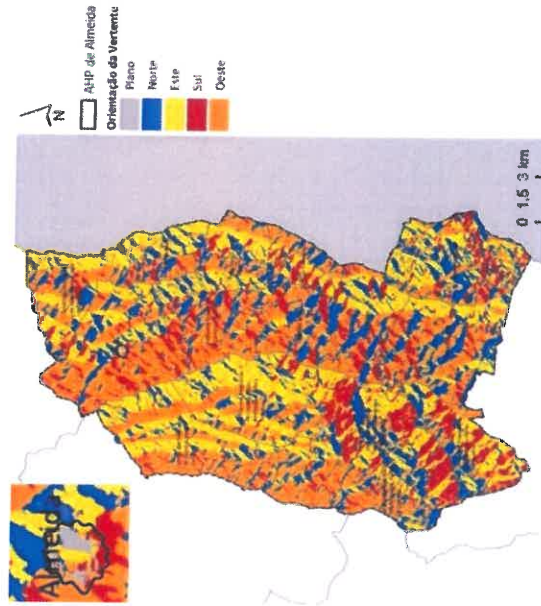 Almeida
N
AHP de Almeida
Orientação da Vertente
Plano
Norte
Este
Sul
Oeste
0 1,5 3 km